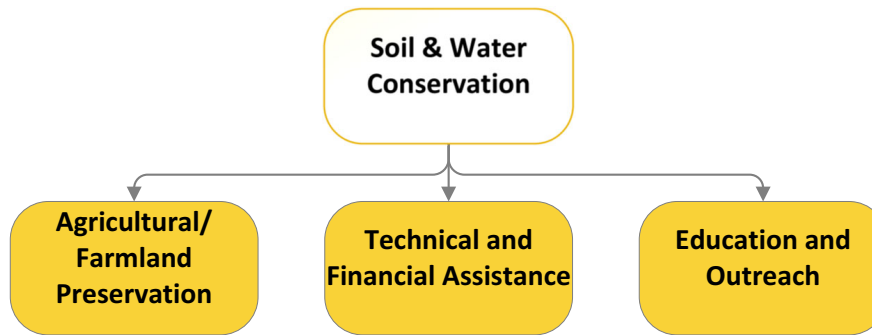 Soil & Water
Conservation
Agricultural/
Farmland
Preservation
Technical and
Financial Assistance
Education and
Outreach